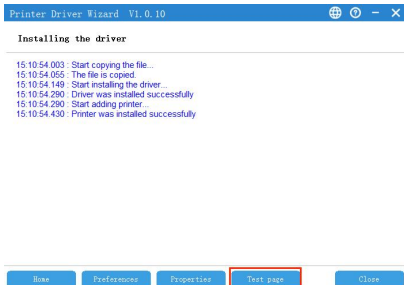 Printer Driver Wizard V1.0.10
Installing the driver
15:10:54.003 : Start copying the file...
15:10:54.055 : The file is copied.
15:10:54.149 : Start installing the driver...
15:10:54.290 : Driver was installed successfully
15:10:54.290 : Start adding printer...
15:10:54.430 : Printer was installed successfully
Home Preferences Properties Test page Close